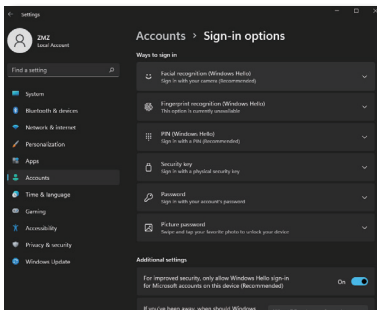 Settings
ZMZ
Local Account
Find a setting
System
Bluetooth & devices
Network & internet
Personalization
Apps
Accounts
Time & language
Gaming
Accessibility
Privacy & security
Windows Update
Accounts > Sign-in options
Ways to sign in
Facial recognition (Windows Hello)
Sign in with your camera (Recommended)
Fingerprint recognition (Windows Hello)
This option is currently unavailable
PIN (Windows Hello)
Sign in with a PIN (Recommended)
Security key
Sign in with a physical security key
Password
Sign in with your account's password
Picture password
Swipe and tap your favorite photo to unlock your device
Additional settings
For improved security, only allow Windows Hello sign-in
for Microsoft accounts on this device (Recommended)
On
If you've been away, when should Windows